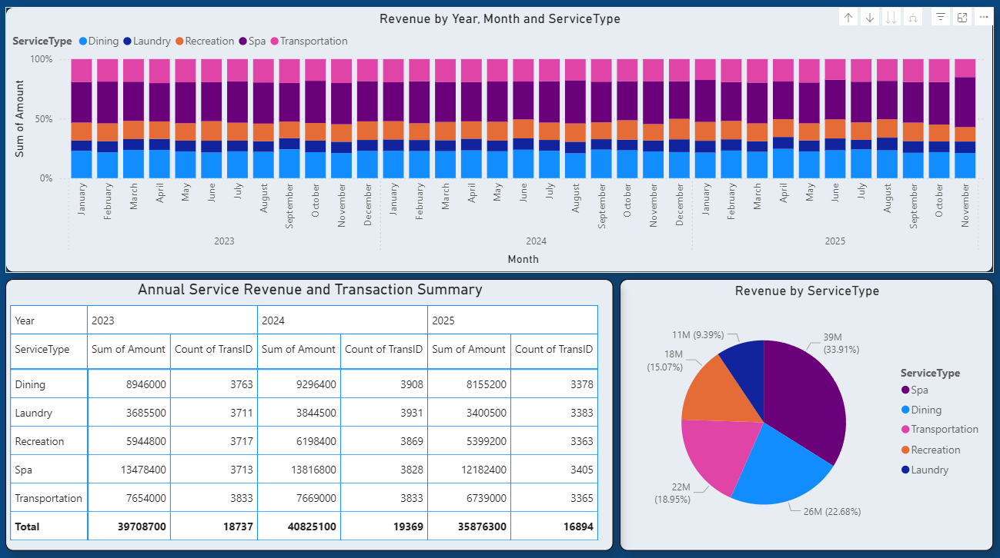 Revenue by Year, Month and ServiceType
ServiceType Dining Laundry Recreation Spa Transportation
Sum of Amount
100%
50%
0%
January February March April May June July August September October November December January February March April May June July August September October November December January February March April May June July August September October November
2023 2024 2025
Month
Annual Service Revenue and Transaction Summary
Year 2023 2024 2025
ServiceType Sum of Amount Count of TransID Sum of Amount Count of TransID Sum of Amount Count of TransID
Dining 8946000 3763 9296400 3908 8155200 3378
Laundry 3685500 3711 3844500 3931 3400500 3383
Recreation 5944800 3717 6198400 3869 5399200 3363
Spa 13478400 3713 13816800 3828 12182400 3405
Transportation 7654000 3833 7669000 3833 6739000 3365
Total 39708700 18737 40825100 19369 35876300 16894
Revenue by ServiceType
11M (9.39%)
39M
(33.91%)
18M
(15.07%)
22M
(18.95%)
26M (22.68%)
ServiceType
Spa
Dining
Transportation
Recreation
Laundry